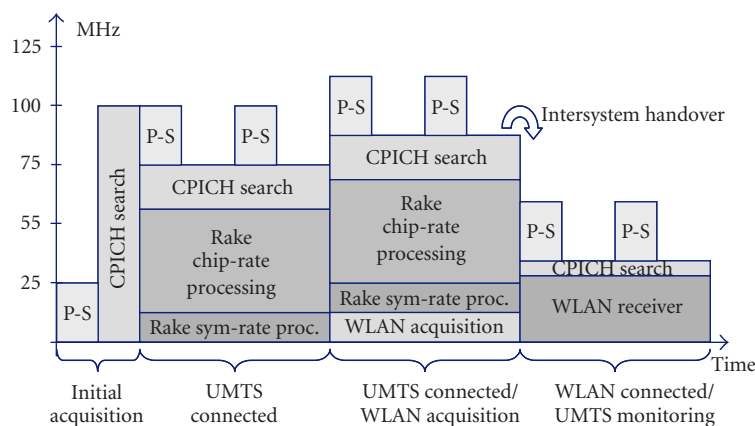 MHz
125
100
75
55
25
P-S
CPICH search
P-S
P-S
CPICH search
Rake
chip-rate
processing
Rake sym-rate proc.
P-S
P-S
CPICH search
Rake
chip-rate
processing
Rake sym-rate proc.
WLAN acquisition
Intersystem handover
P-S
P-S
CPICH search
WLAN receiver
Time
Initial
acquisition
UMTS
connected
UMTS connected/
WLAN acquisition
WLAN connected/
UMTS monitoring